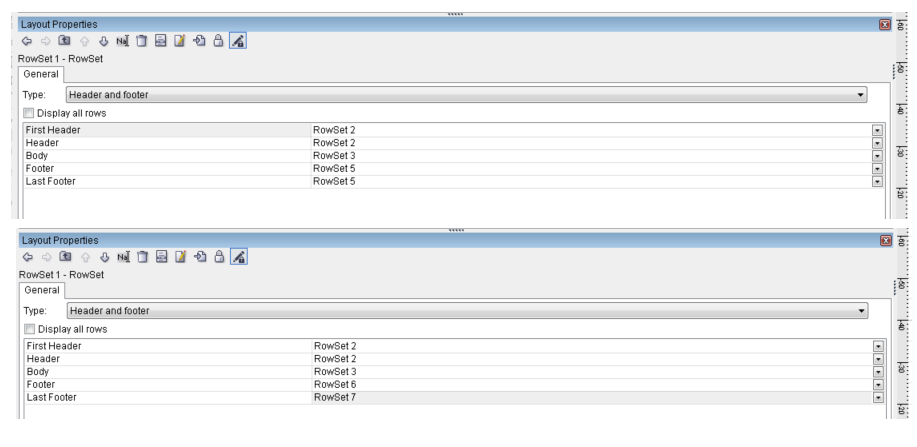 Layout Properties
RowSet 1 - RowSet
General
Type: Header and footer
Display all rows
First Header RowSet 2
Header RowSet 2
Body RowSet 3
Footer RowSet 5
Last Footer RowSet 5
Layout Properties
RowSet 1 - RowSet
General
Type: Header and footer
Display all rows
First Header RowSet 2
Header RowSet 2
Body RowSet 3
Footer RowSet 6
Last Footer RowSet 7